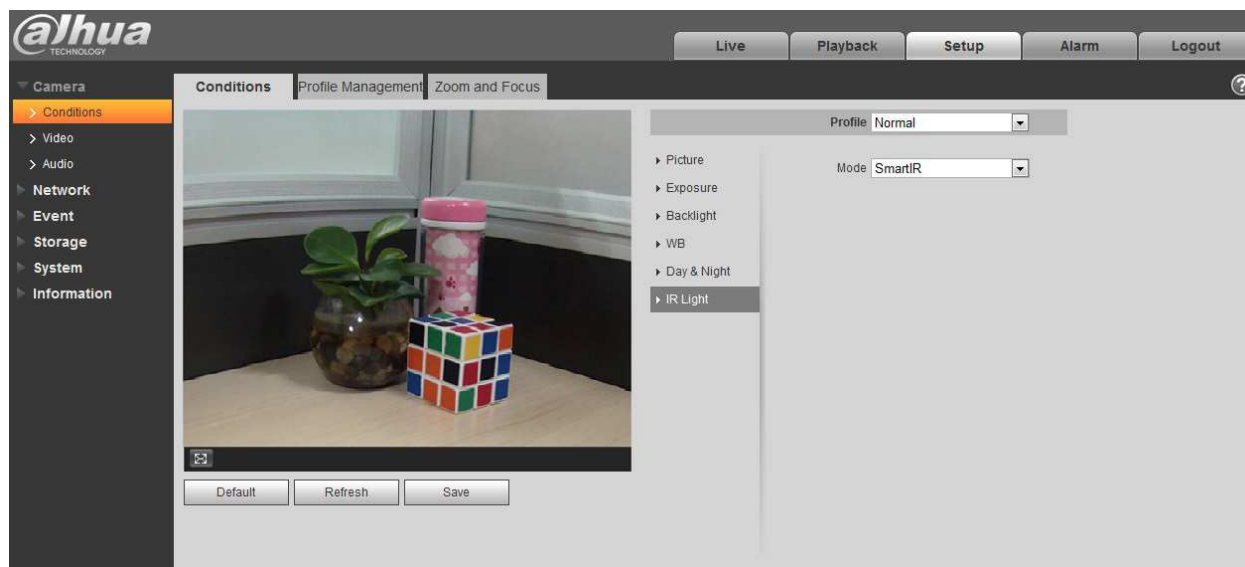 alhua
TECHNOLOGY
Live
Playback
Setup
Alarm
Logout
Camera
Conditions
Video
Audio
Network
Event
Storage
System
Information
Conditions
Profile Management
Zoom and Focus
?
Profile Normal
Picture
Exposure
Backlight
WB
Day & Night
IR Light
Mode SmartIR
Default
Refresh
Save